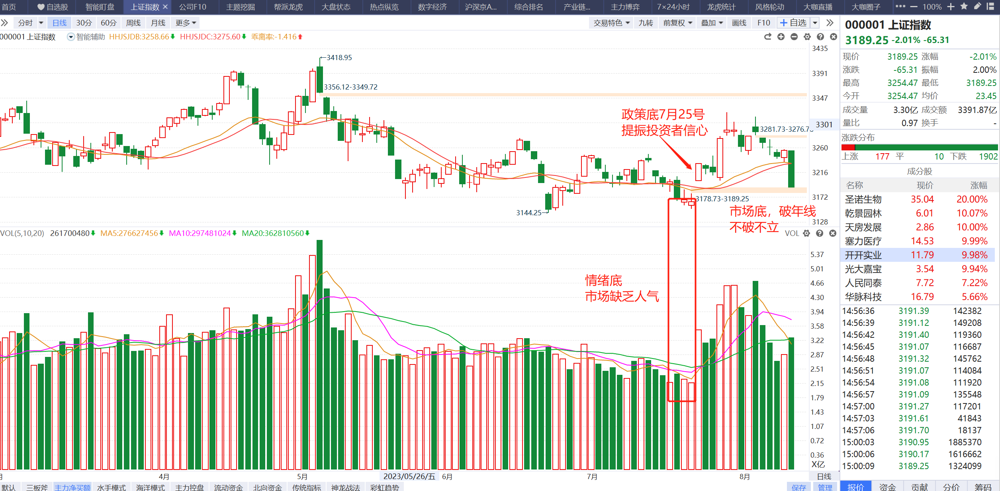 首页 自选股 智能盯盘 上证指数 公司F10 主题挖掘 帮派龙虎 大盘状态 热点纵览 数字经济 沪深京A... 综合排名 产业链... 主力博弈 7×24小时 龙虎统计 风格轮动 大咖直播 大咖圈子 100%
分时 日线 30分 60分 周线 月线 更多 交易特色 九转 前复权 叠加 画线 F10 自选
000001 上证指数 智能辅助 HHJSJDB:3258.66 HHJSJDC:3275.60 乖离率:-1.416
3435
3418.95
3391
3356.12-3349.72
3347
政策底7月25号
提振投资者信心
3281.73-3276.7
3301
3260
3216
3178.73-3189.25
3172
3144.25
市场底，破年线
不破不立
3128
VOL(5,10,20) 261700480 MA5:276627456 MA10:297481024 MA20:362810560 VOL
5.37
5.01
4.66
4.30
3.94
3.58
3.22
2.87
2.51
2.15
1.79
1.43
1.07
0.72
0.36
X亿
情绪底
市场缺乏人气
月 4月 5月 2023/05/26/五 6月 7月 8月 日线
默认 三板斧 主力净买额 水手模式 海洋模式 主力控盘 流动资金 北向资金 传统指标 神龙战法 彩虹趋势 保存 管理
000001 上证指数
3189.25 -2.01% -65.31
现价 3189.25 涨幅 -2.01%
涨跌 -65.31 振幅 2.00%
最高 3254.47 最低 3189.25
今开 3254.47 均价 23.45
成交量 3.30亿 成交额 3391.87亿
量比 0.97 换手 -
涨跌分布
上涨 177 平 10 下跌 1902
成分股
名称 现价 涨幅
圣诺生物 35.04 20.00%
乾景园林 6.01 10.07%
天房发展 2.86 10.00%
塞力医疗 14.53 9.99%
开开实业 11.79 9.98%
光大嘉宝 3.54 9.94%
人民同泰 7.72 7.22%
华脉科技 16.79 5.66%
14:56:36 3191.39 142382
14:56:39 3191.12 149208
14:56:42 3191.40 119360
14:56:45 3191.07 116687
14:56:48 3191.32 145762
14:56:51 3191.07 114084
14:56:54 3191.08 111920
14:56:57 3191.09 135548
14:57:00 3191.27 117201
14:57:03 3191.61 41843
14:57:06 3191.70 18137
15:00:03 3190.95 1885370
15:00:06 3190.17 1616662
15:00:09 3189.25 1324099
报价 资金 贡献 分价 筹码